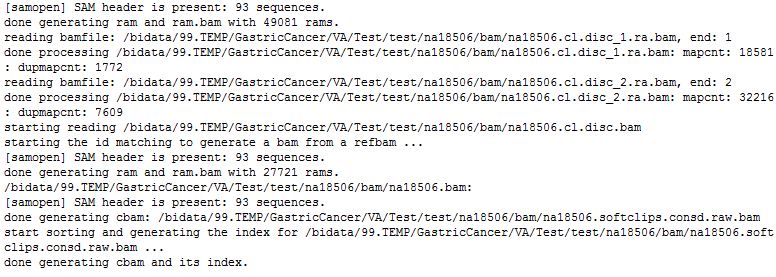 [samopen] SAM header is present: 93 sequences.
done generating ram and ram.bam with 49081 rams.
reading bamfile: /bidata/99.TEMP/GastricCancer/VA/Test/test/na18506/bam/na18506.cl.disc_1.ra.bam, end: 1
done processing /bidata/99.TEMP/GastricCancer/VA/Test/test/na18506/bam/na18506.cl.disc_1.ra.bam: mapcnt: 18581
: dupmapcnt: 1772
reading bamfile: /bidata/99.TEMP/GastricCancer/VA/Test/test/na18506/bam/na18506.cl.disc_2.ra.bam, end: 2
done processing /bidata/99.TEMP/GastricCancer/VA/Test/test/na18506/bam/na18506.cl.disc_2.ra.bam: mapcnt: 32216
: dupmapcnt: 7609
starting reading /bidata/99.TEMP/GastricCancer/VA/Test/test/na18506/bam/na18506.cl.disc.bam
starting the id matching to generate a bam from a refbam ...
[samopen] SAM header is present: 93 sequences.
done generating ram and ram.bam with 27721 rams.
/bidata/99.TEMP/GastricCancer/VA/Test/test/na18506/bam/na18506.bam:
[samopen] SAM header is present: 93 sequences.
done generating cbam: /bidata/99.TEMP/GastricCancer/VA/Test/test/na18506/bam/na18506.softclips.consd.raw.bam
start sorting and generating the index for /bidata/99.TEMP/GastricCancer/VA/Test/test/na18506/bam/na18506.soft
clips.consd.raw.bam ...
done generating cbam and its index.